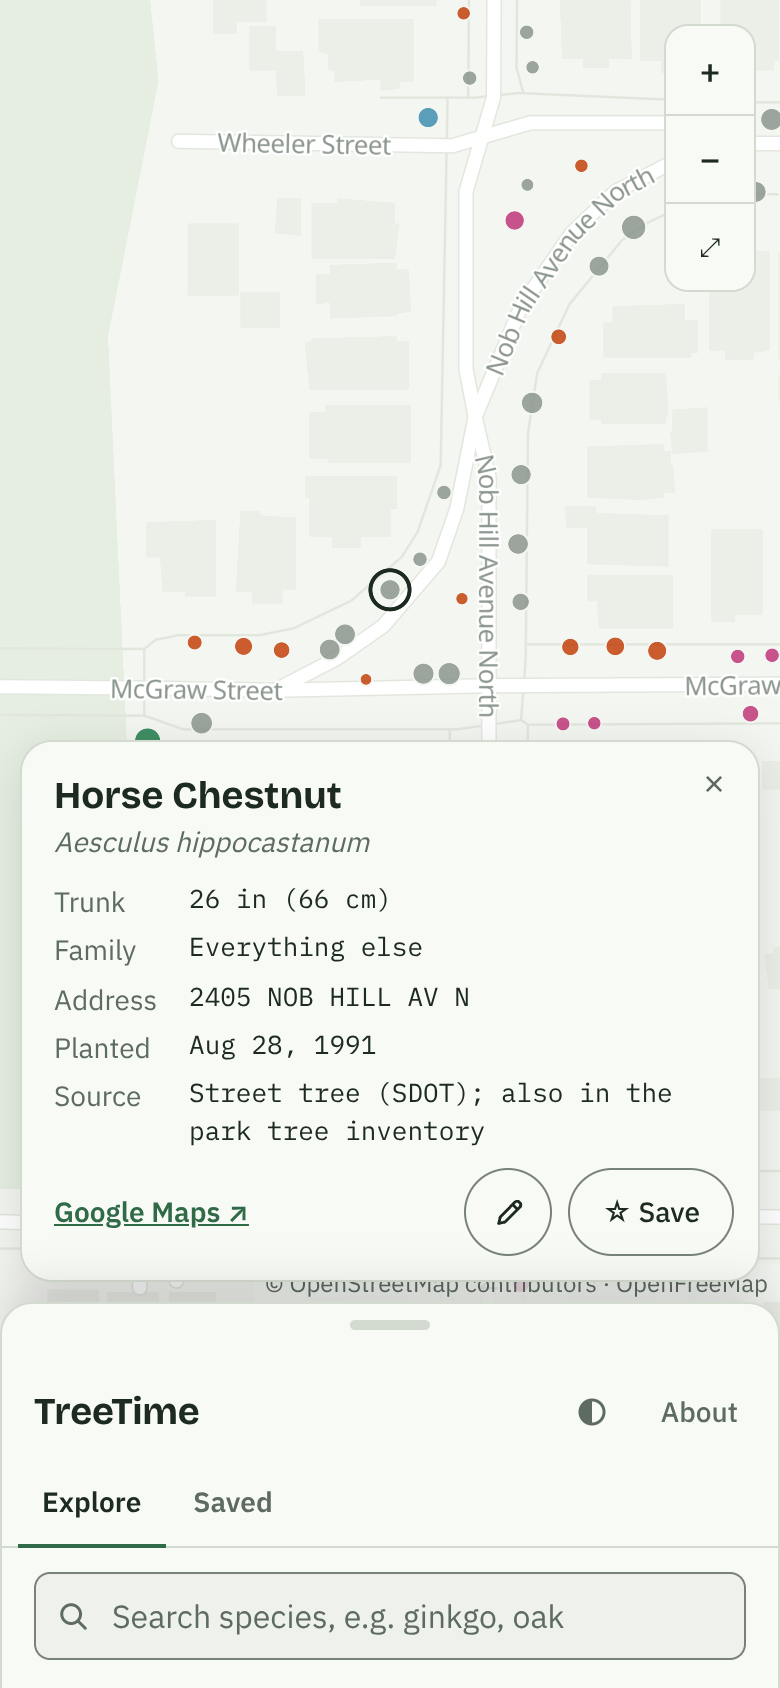 +
Wheeler Street
−
Nob Hill Avenue North
Nob Hill Avenue North
McGraw Street
McGraw
Horse Chestnut
×
Aesculus hippocastanum
Trunk 26 in (66 cm)
Family Everything else
Address 2405 NOB HILL AV N
Planted Aug 28, 1991
Source Street tree (SDOT); also in the
park tree inventory
Google Maps ↗
☆ Save
© OpenStreetMap contributors · OpenFreeMap
TreeTime
About
Explore Saved
Search species, e.g. ginkgo, oak